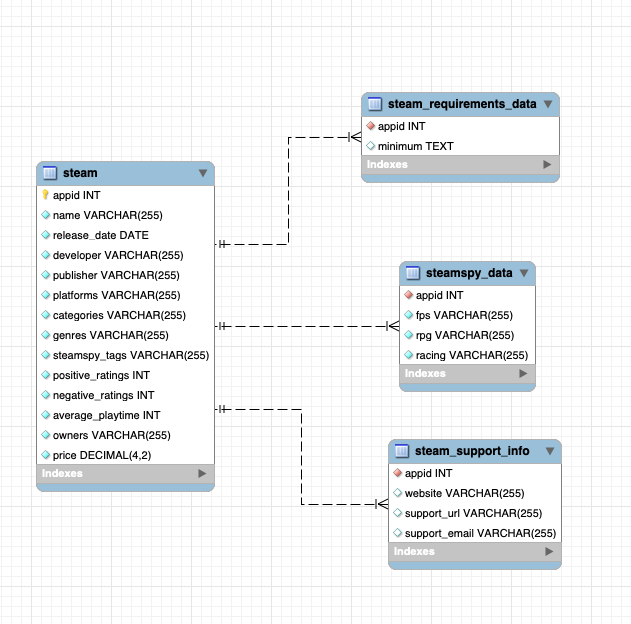 steam_requirements_data
appid INT
minimum TEXT
Indexes
steam
appid INT
name VARCHAR(255)
release_date DATE
developer VARCHAR(255)
publisher VARCHAR(255)
platforms VARCHAR(255)
categories VARCHAR(255)
genres VARCHAR(255)
steamspy_tags VARCHAR(255)
positive_ratings INT
negative_ratings INT
average_playtime INT
owners VARCHAR(255)
price DECIMAL(4,2)
Indexes
steamspy_data
appid INT
fps VARCHAR(255)
rpg VARCHAR(255)
racing VARCHAR(255)
Indexes
steam_support_info
appid INT
website VARCHAR(255)
support_url VARCHAR(255)
support_email VARCHAR(255)
Indexes